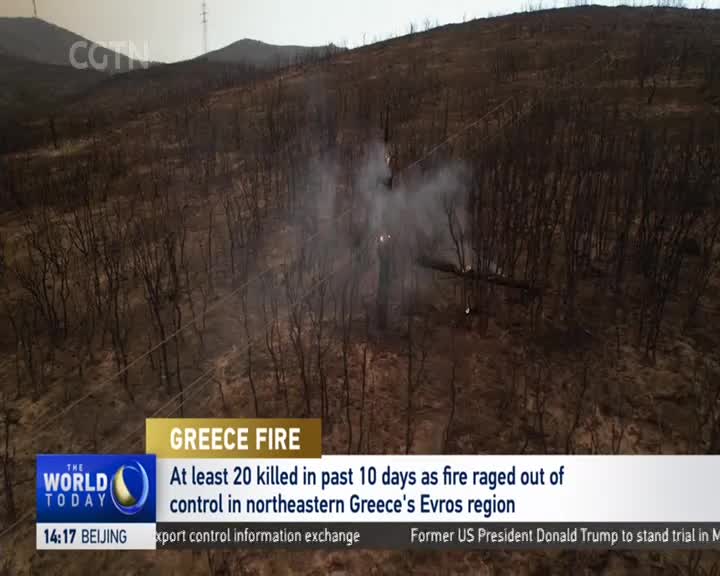 CGTN
GREECE FIRE
THE
WORLD
TODAY
At least 20 killed in past 10 days as fire raged out of
control in northeastern Greece's Evros region
14:17 BEIJING
export control information exchange
Former US President Donald Trump to stand trial in